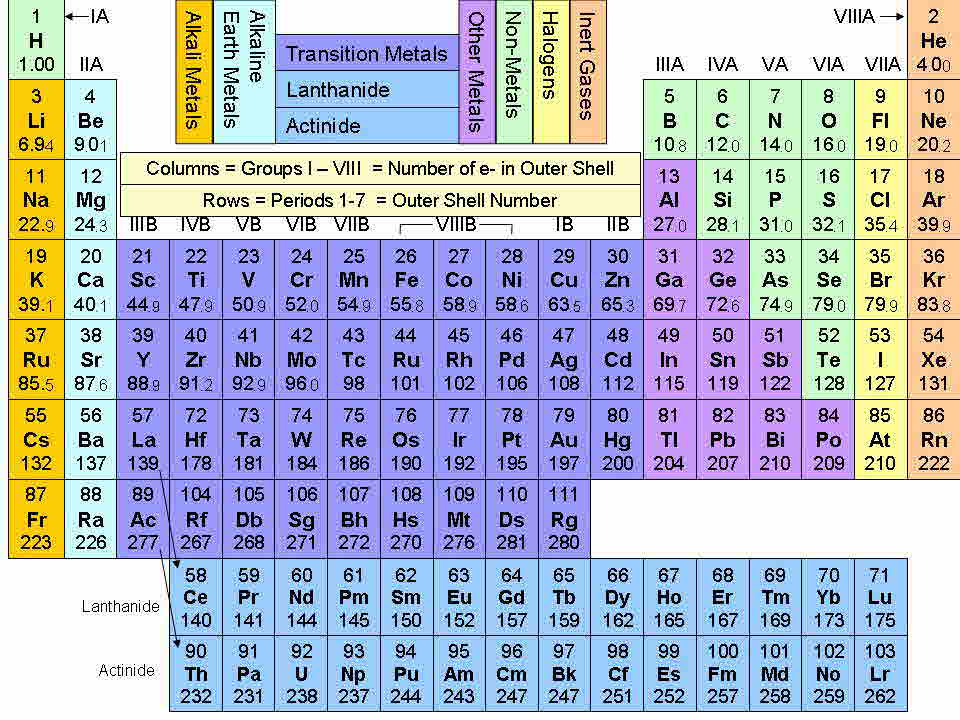 1 2
H He
1.00 4.00
IA VIIIA
Alkali Metals
Alkaline
Earth Metals
Transition Metals
Lanthanide
Actinide
Other Metals
Non-Metals
Halogens
Inert Gases
IIA IIIA IVA VA VIA VIIA
3 4 5 6 7 8 9 10
Li Be B C N O Fl Ne
6.94 9.01 10.8 12.0 14.0 16.0 19.0 20.2
Columns = Groups I – VIII = Number of e- in Outer Shell
Rows = Periods 1-7 = Outer Shell Number
11 12 13 14 15 16 17 18
Na Mg Al Si P S Cl Ar
22.9 24.3 27.0 28.1 31.0 32.1 35.4 39.9
IIIB IVB VB VIB VIIB VIIIB IB IIB
19 20 21 22 23 24 25 26 27 28 29 30 31 32 33 34 35 36
K Ca Sc Ti V Cr Mn Fe Co Ni Cu Zn Ga Ge As Se Br Kr
39.1 40.1 44.9 47.9 50.9 52.0 54.9 55.8 58.9 58.6 63.5 65.3 69.7 72.6 74.9 79.0 79.9 83.8
37 38 39 40 41 42 43 44 45 46 47 48 49 50 51 52 53 54
Ru Sr Y Zr Nb Mo Tc Ru Rh Pd Ag Cd In Sn Sb Te I Xe
85.5 87.6 88.9 91.2 92.9 96.0 98 101 102 106 108 112 115 119 122 128 127 131
55 56 57 72 73 74 75 76 77 78 79 80 81 82 83 84 85 86
Cs Ba La Hf Ta W Re Os Ir Pt Au Hg Tl Pb Bi Po At Rn
132 137 139 178 181 184 186 190 192 195 197 200 204 207 210 209 210 222
87 88 89 104 105 106 107 108 109 110 111
Fr Ra Ac Rf Db Sg Bh Hs Mt Ds Rg
223 226 277 267 268 271 272 270 276 281 280
Lanthanide
58 59 60 61 62 63 64 65 66 67 68 69 70 71
Ce Pr Nd Pm Sm Eu Gd Tb Dy Ho Er Tm Yb Lu
140 141 144 145 150 152 157 159 162 165 167 169 173 175
Actinide
90 91 92 93 94 95 96 97 98 99 100 101 102 103
Th Pa U Np Pu Am Cm Bk Cf Es Fm Md No Lr
232 231 238 237 244 243 247 247 251 252 257 258 259 262